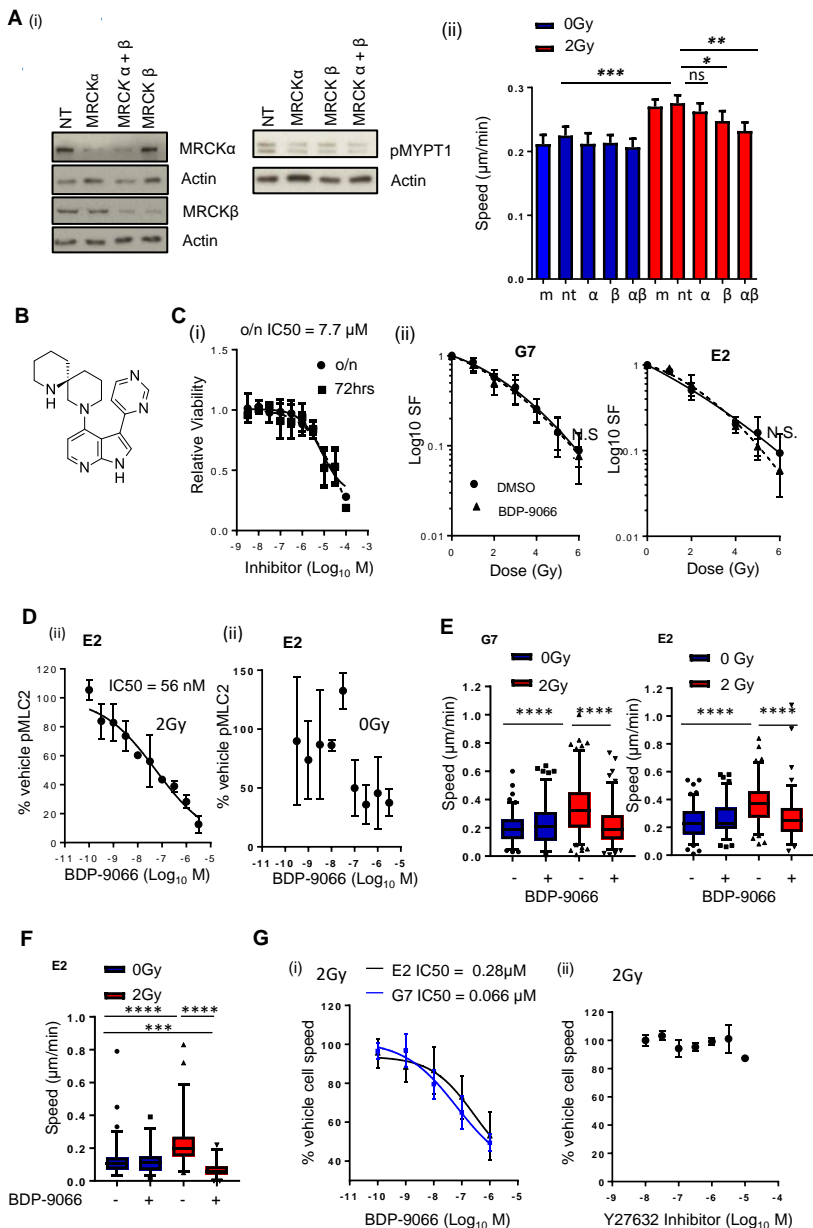 A (i)
NT
MRCKα
MRCK α + β
MRCK β
MRCKα
Actin
MRCKβ
Actin
NT
MRCKα
MRCK β
MRCK α + β
pMYPT1
Actin
(ii)
0Gy
2Gy
***
**
*
ns
Speed (µm/min)
0.3
0.2
0.1
0.0
m nt α β αβ m nt α β αβ
B
N
H
N
N
N
N
N
H
C
(i)
o/n IC50 = 7.7 µM
o/n
72hrs
Relative Viability
1.5
1.0
0.5
0.0
-9 -8 -7 -6 -5 -4 -3
Inhibitor (Log10 M)
(ii)
G7
Log10 SF
1
0.1
0.01
N.S
DMSO
BDP-9066
0 2 4 6
Dose (Gy)
E2
Log10 SF
1
0.1
0.01
N.S.
0 2 4 6
Dose (Gy)
D
(ii)
E2
IC50 = 56 nM
2Gy
% vehicle pMLC2
120
100
80
60
40
20
0
-11 -10 -9 -8 -7 -6 -5
BDP-9066 (Log10 M)
(ii)
E2
0Gy
% vehicle pMLC2
150
100
50
0
-11 -10 -9 -8 -7 -6 -5
BDP-9066 (Log10 M)
E
G7
0Gy
2Gy
**** ****
Speed (µm/min)
1.2
1.0
0.8
0.6
0.4
0.2
0.0
- + - +
BDP-9066
E2
0 Gy
2 Gy
**** ****
Speed (µm/min)
1.2
1.0
0.8
0.6
0.4
0.2
0.0
- + - +
BDP-9066
F
E2
0Gy
2Gy
**** ****
***
Speed (µm/min)
1.0
0.8
0.6
0.4
0.2
0.0
BDP-9066 - + - +
G
(i) 2Gy
E2 IC50 = 0.28µM
G7 IC50 = 0.066 µM
% vehicle cell speed
120
100
80
60
40
-11 -10 -9 -8 -7 -6 -5
BDP-9066 (Log10 M)
(ii) 2Gy
% vehicle cell speed
120
100
80
60
40
20
0
-9 -8 -7 -6 -5 -4
Y27632 Inhibitor (Log10 M)